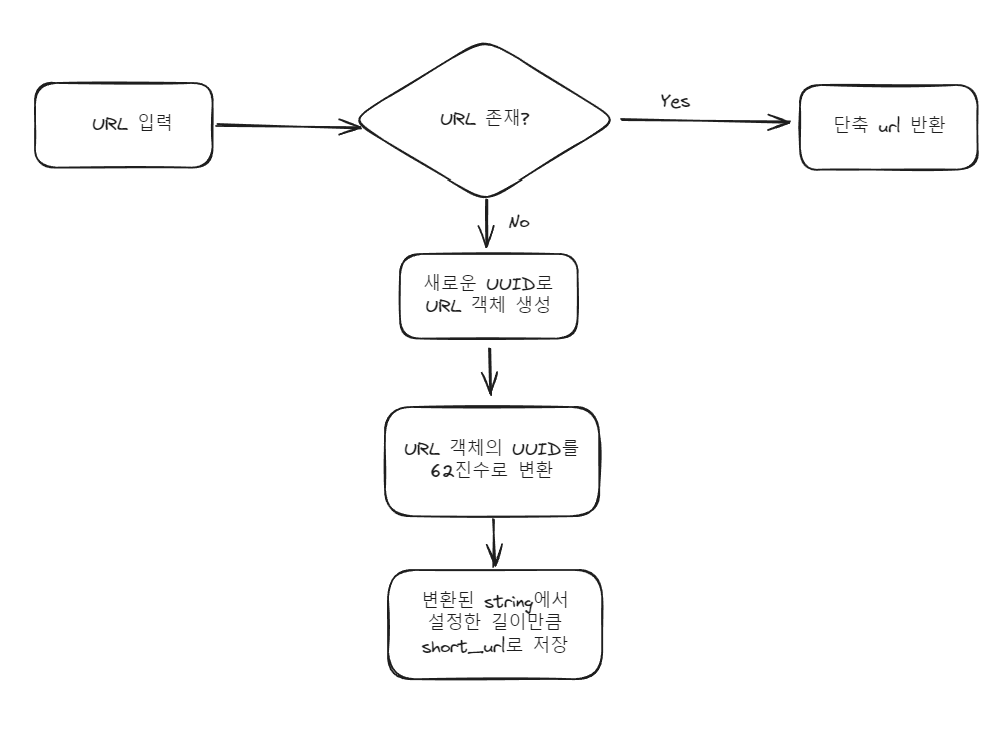 URL 입력
URL 존재?
Yes
단축 url 반환
No
새로운 UUID로
URL 객체 생성
URL 객체의 UUID를
62진수로 변환
변환된 string에서
설정한 길이만큼
short_url로 저장